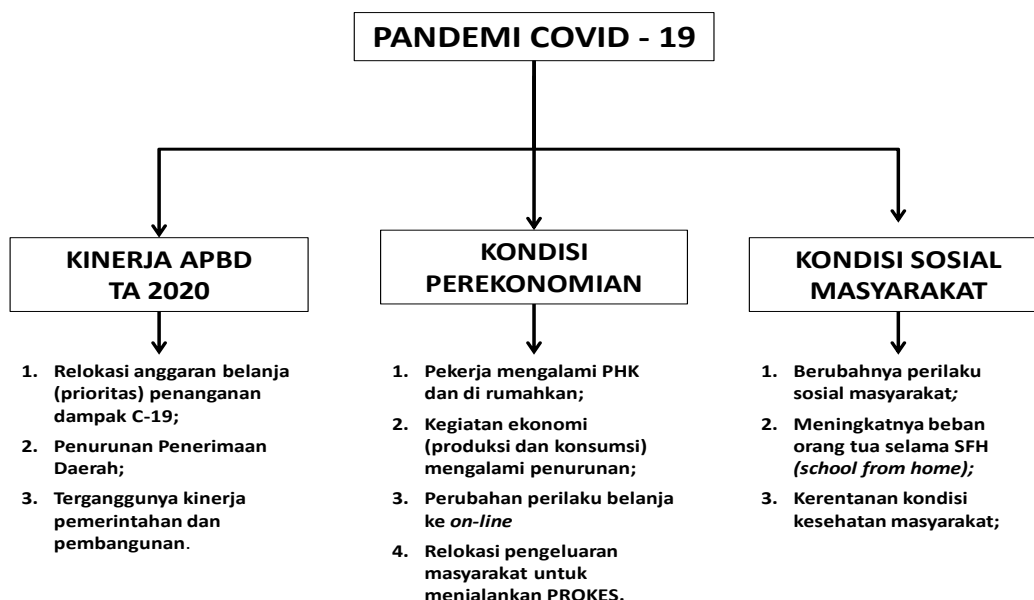 PANDEMI COVID - 19
KINERJA APBD
TA 2020
1. Relokasi anggaran belanja
(prioritas) penanganan
dampak C-19;
2. Penurunan Penerimaan
Daerah;
3. Terganggunya kinerja
pemerintahan dan
pembangunan.
KONDISI
PEREKONOMIAN
1. Pekerja mengalami PHK
dan di rumahkan;
2. Kegiatan ekonomi
(produksi dan konsumsi)
mengalami penurunan;
3. Perubahan perilaku belanja
ke on-line
4. Relokasi pengeluaran
masyarakat untuk
menjalankan PROKES.
KONDISI SOSIAL
MASYARAKAT
1. Berubahnya perilaku
sosial masyarakat;
2. Meningkatnya beban
orang tua selama SFH
(school from home);
3. Kerentanan kondisi
kesehatan masyarakat;